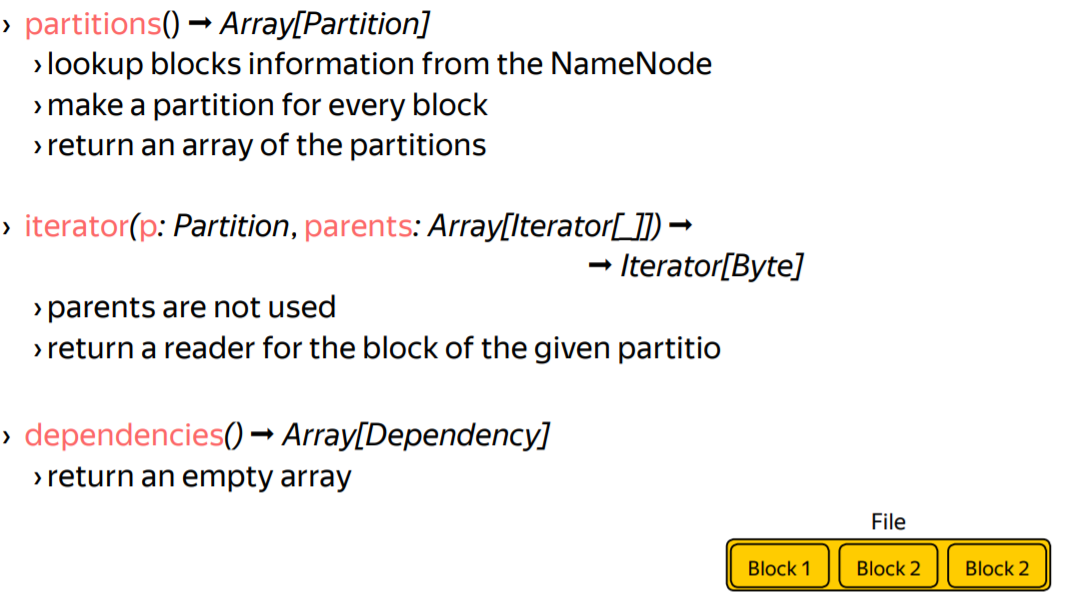 › partitions() ➞ Array[Partition]
› lookup blocks information from the NameNode
› make a partition for every block
› return an array of the partitions
› iterator(p: Partition, parents: Array[Iterator[_]]) ➞
➞ Iterator[Byte]
› parents are not used
› return a reader for the block of the given partitio
› dependencies() ➞ Array[Dependency]
› return an empty array
File
Block 1 Block 2 Block 2